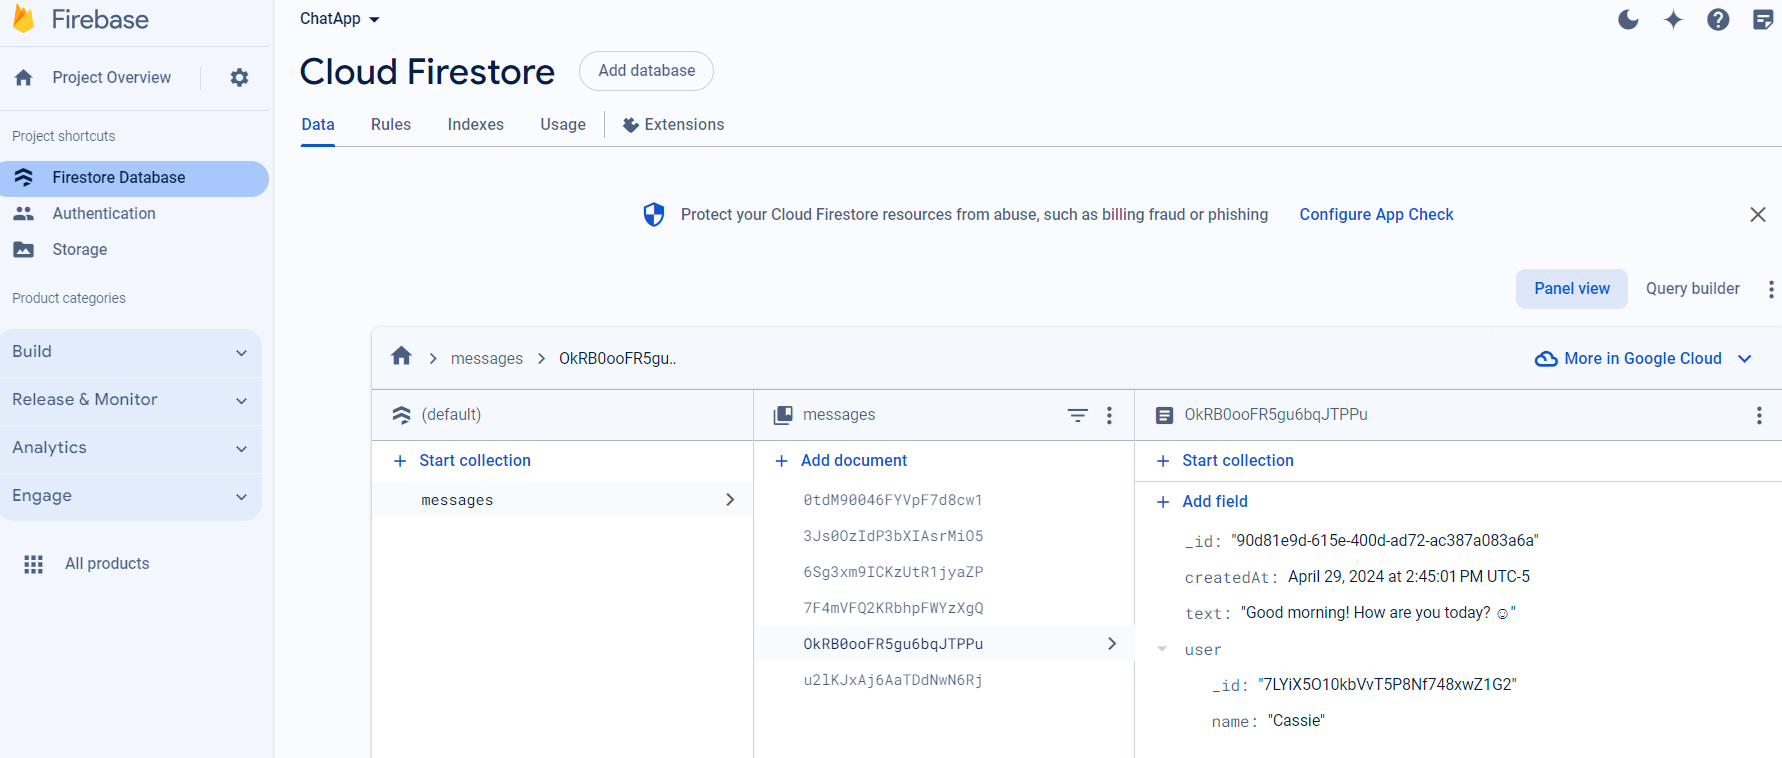 Firebase
ChatApp
Project Overview
Cloud Firestore
Add database
Data
Rules
Indexes
Usage
Extensions
Project shortcuts
Firestore Database
Authentication
Storage
Product categories
Build
Release & Monitor
Analytics
Engage
All products
Protect your Cloud Firestore resources from abuse, such as billing fraud or phishing
Configure App Check
Panel view
Query builder
messages
OkRB0ooFR5gu..
More in Google Cloud
(default)
+ Start collection
messages
messages
+ Add document
0tdM90046FYVpF7d8cw1
3Js0OzIdP3bXIAsrMiO5
6Sg3xm9ICKzUtR1jyaZP
7F4mVFQ2KRbhpFWYzXgQ
OkRB0ooFR5gu6bqJTPPu
u2lKJxAj6AaTDdNwN6Rj
OkRB0ooFR5gu6bqJTPPu
+ Start collection
+ Add field
_id: "90d81e9d-615e-400d-ad72-ac387a083a6a"
createdAt: April 29, 2024 at 2:45:01 PM UTC-5
text: "Good morning! How are you today? ☺"
user
_id: "7LYiX5O10kbVvT5P8Nf748xwZ1G2"
name: "Cassie"